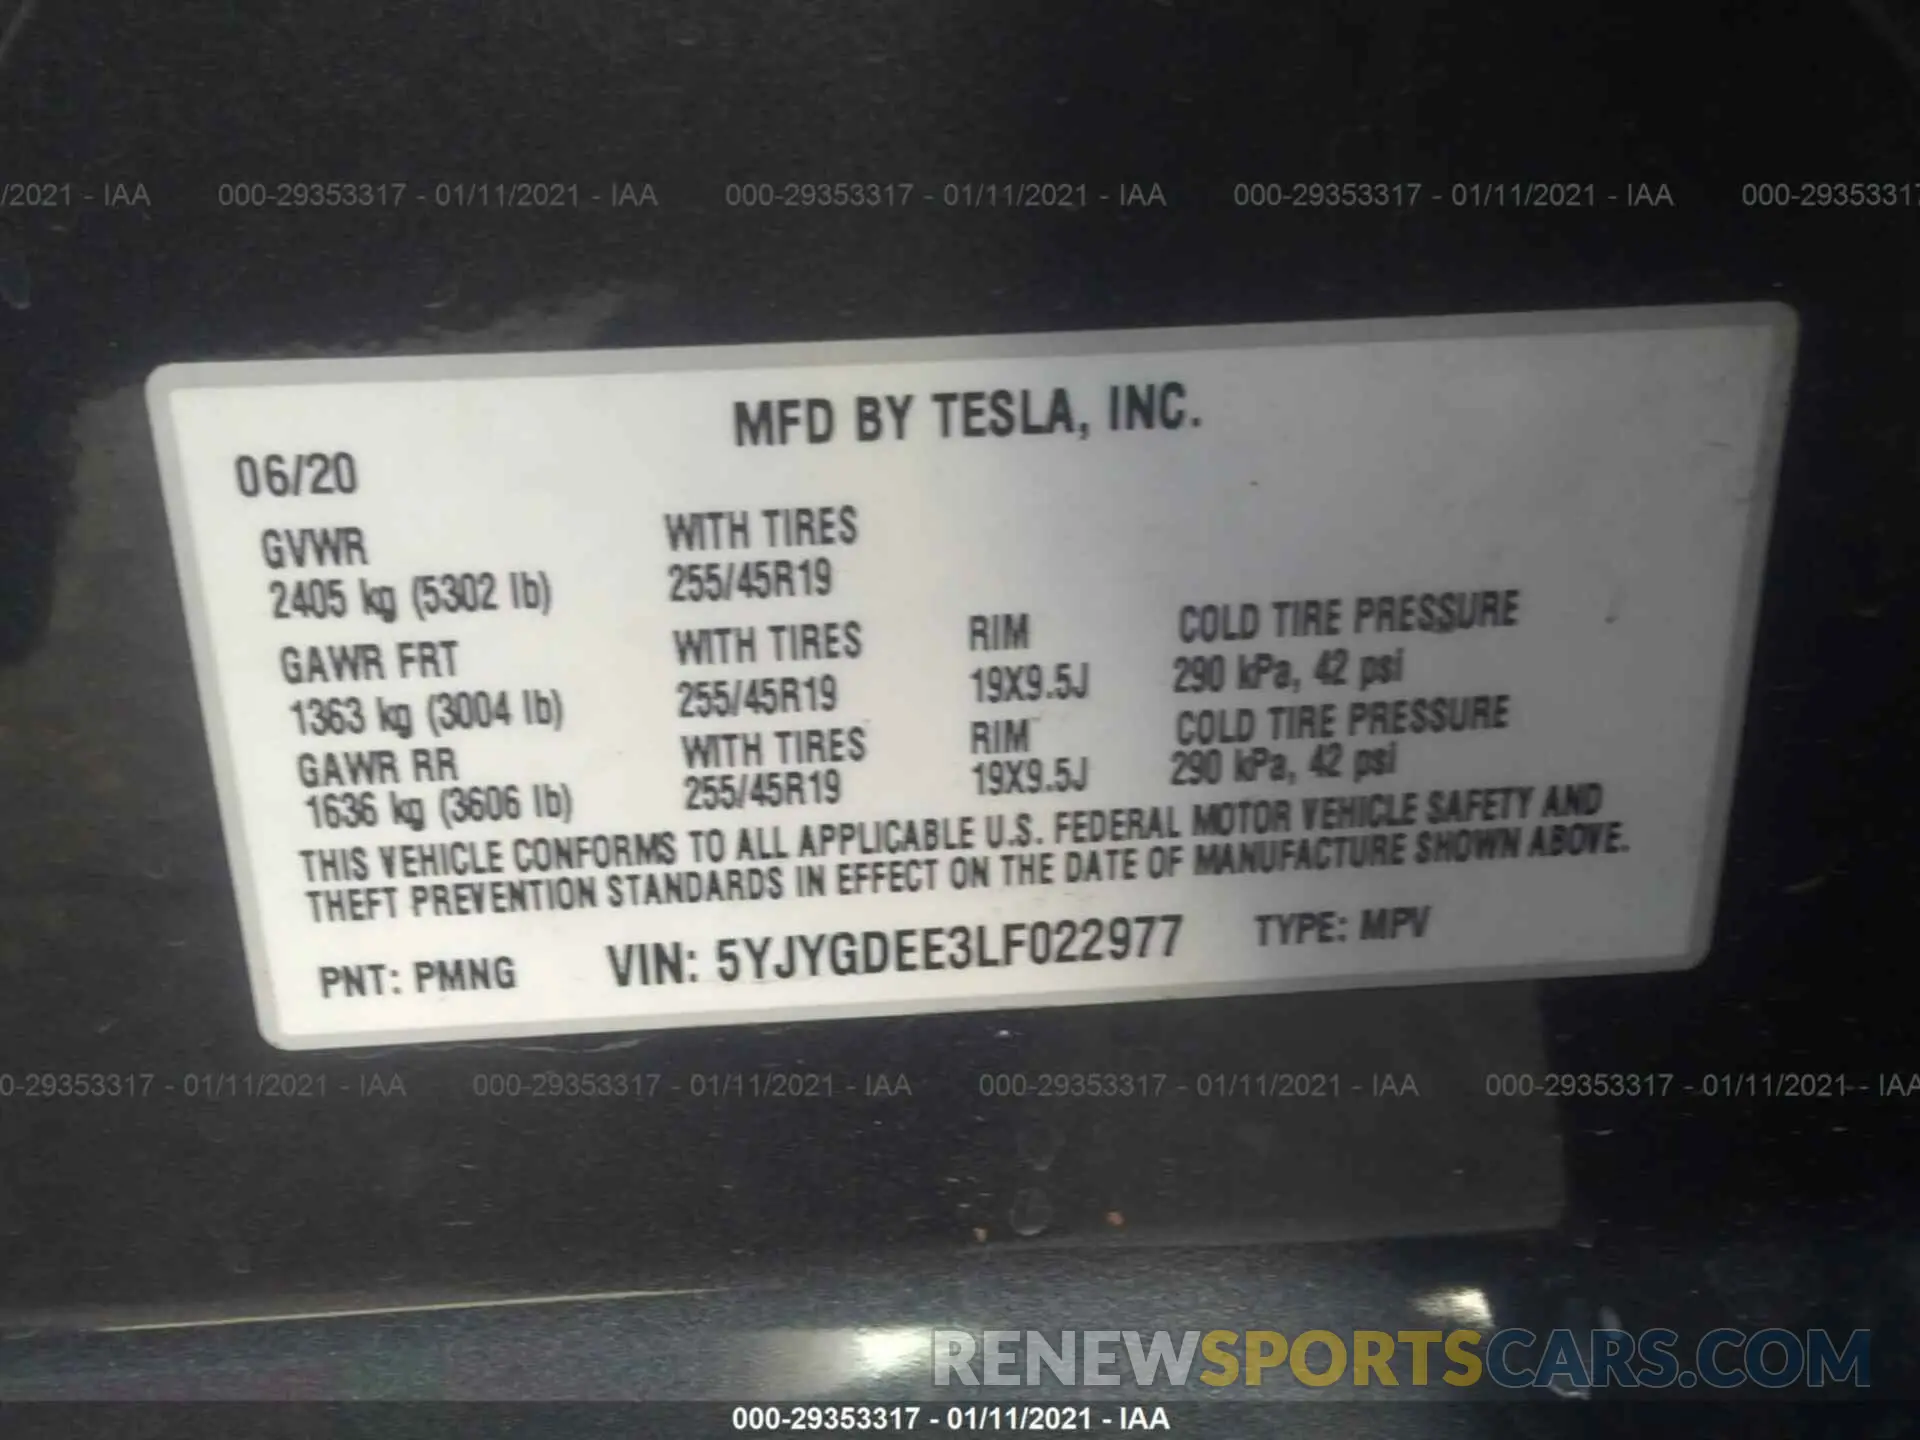 /2021 - IAA 000-29353317 - 01/11/2021 - IAA 000-29353317 - 01/11/2021 - IAA 000-29353317 - 01/11/2021 - IAA 000-29353317
MFD BY TESLA, INC.
06/20
GVWR WITH TIRES
2405 kg (5302 lb) 255/45R19
GAWR FRT WITH TIRES RIM COLD TIRE PRESSURE
1363 kg (3004 lb) 255/45R19 19X9.5J 290 kPa, 42 psi
GAWR RR WITH TIRES RIM COLD TIRE PRESSURE
1636 kg (3606 lb) 255/45R19 19X9.5J 290 kPa, 42 psi
THIS VEHICLE CONFORMS TO ALL APPLICABLE U.S. FEDERAL MOTOR VEHICLE SAFETY AND
THEFT PREVENTION STANDARDS IN EFFECT ON THE DATE OF MANUFACTURE SHOWN ABOVE.
PNT: PMNG VIN: 5YJYGDEE3LF022977 TYPE: MPV
0-29353317 - 01/11/2021 - IAA 000-29353317 - 01/11/2021 - IAA 000-29353317 - 01/11/2021 - IAA 000-29353317 - 01/11/2021 - IAA
RENEWSPORTSCARS.COM
000-29353317 - 01/11/2021 - IAA